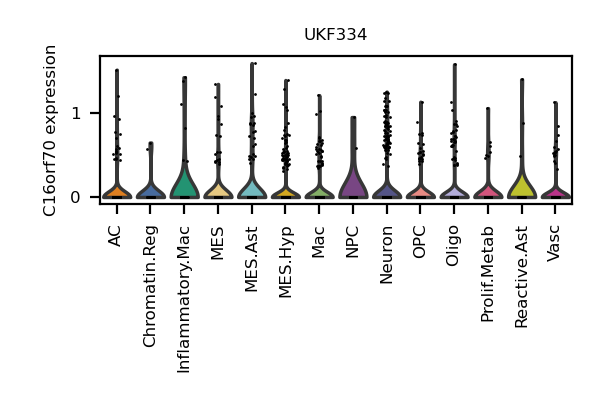 UKF334
C16orf70 expression
1
0
AC
Chromatin.Reg
Inflammatory.Mac
MES
MES.Ast
MES.Hyp
Mac
NPC
Neuron
OPC
Oligo
Prolif.Metab
Reactive.Ast
Vasc